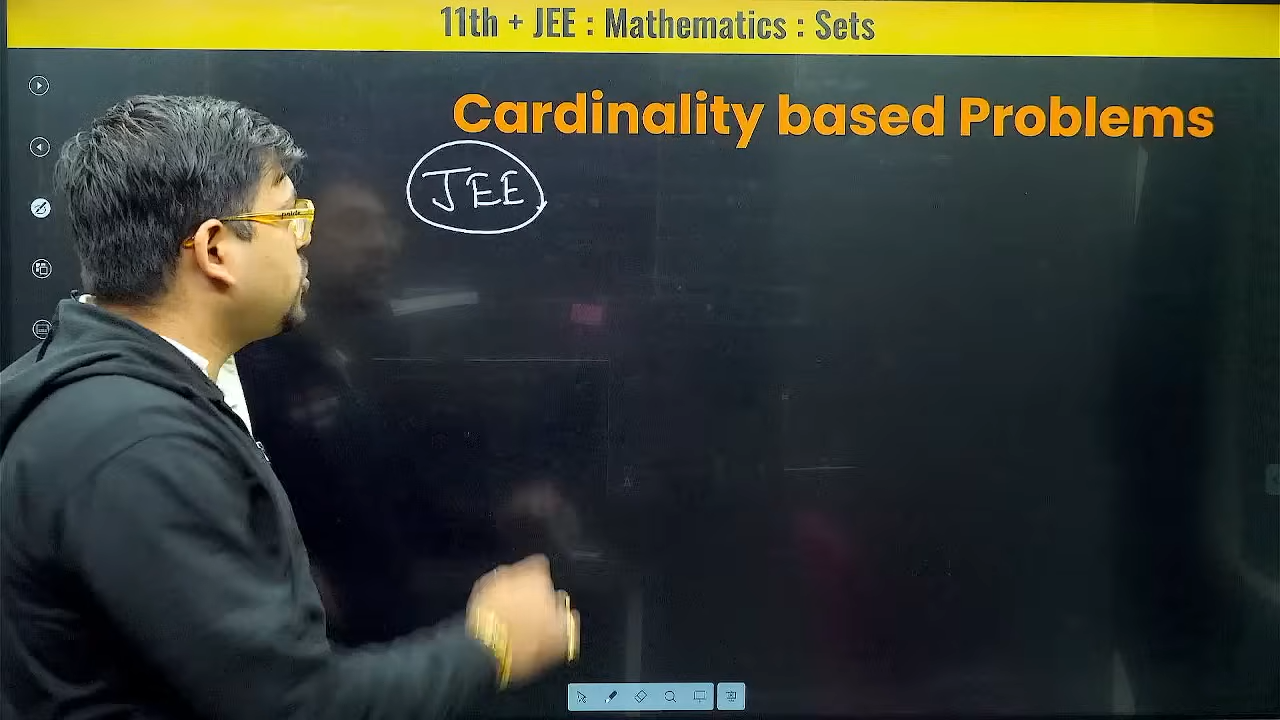 11th + JEE : Mathematics : Sets
Cardinality based Problems
JEE